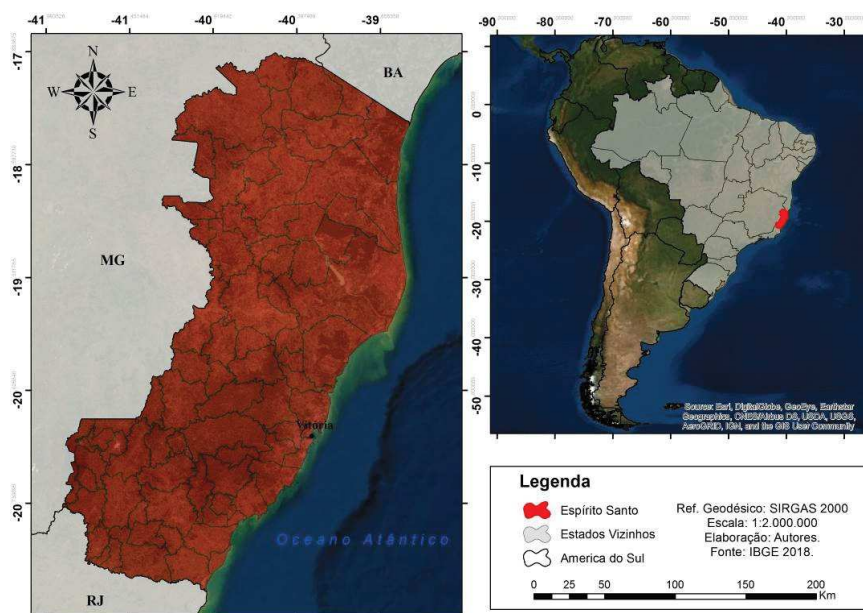 -41 -41 -40 -40 -39
-17
-18
-19
-20
-20
N
W E
S
BA
MG
Vitória
Oceano Atlântico
RJ
-90 -80 -70 -60 -50 -40 -30
0
-10
-20
-30
-40
-50
Source: Esri, DigitalGlobe, GeoEye, Earthstar
Geographics, CNES/Airbus DS, USDA, USGS,
AeroGRID, IGN, and the GIS User Community
Legenda
Espírito Santo
Estados Vizinhos
America do Sul
Ref. Geodésico: SIRGAS 2000
Escala: 1:2.000.000
Elaboração: Autores.
Fonte: IBGE 2018.
0 25 50 100 150 200
Km